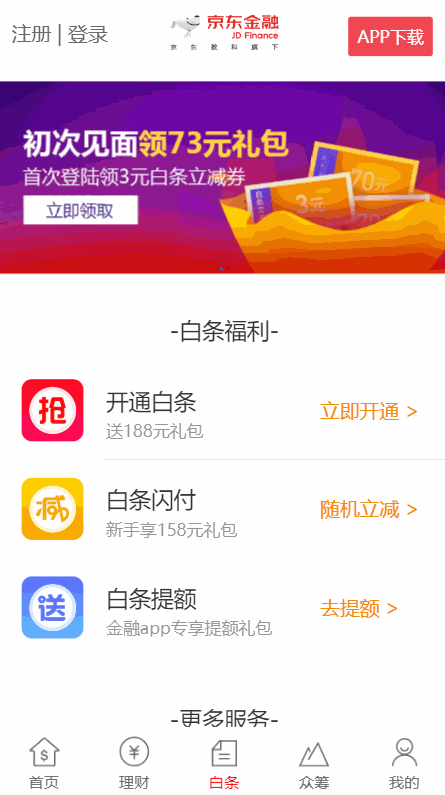 注册 | 登录
京东金融
JD Finance
京东数科旗下
APP下载
初次见面领73元礼包
首次登陆领3元白条立减券
立即领取
70元
3元
-白条福利-
抢
开通白条
送188元礼包
立即开通 >
减
白条闪付
新手享158元礼包
随机立减 >
送
白条提额
金融app专享提额礼包
去提额 >
-更多服务-
首页
理财
白条
众筹
我的